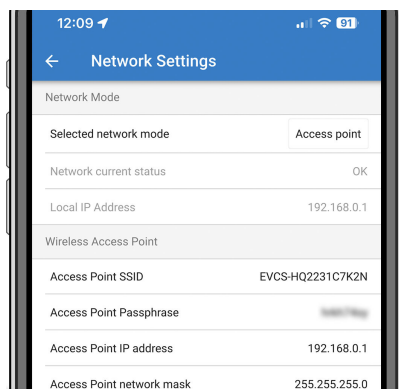 12:09
91
Network Settings
Network Mode
Selected network mode Access point
Network current status OK
Local IP Address 192.168.0.1
Wireless Access Point
Access Point SSID EVCS-HQ2231C7K2N
Access Point Passphrase
Access Point IP address 192.168.0.1
Access Point network mask 255.255.255.0